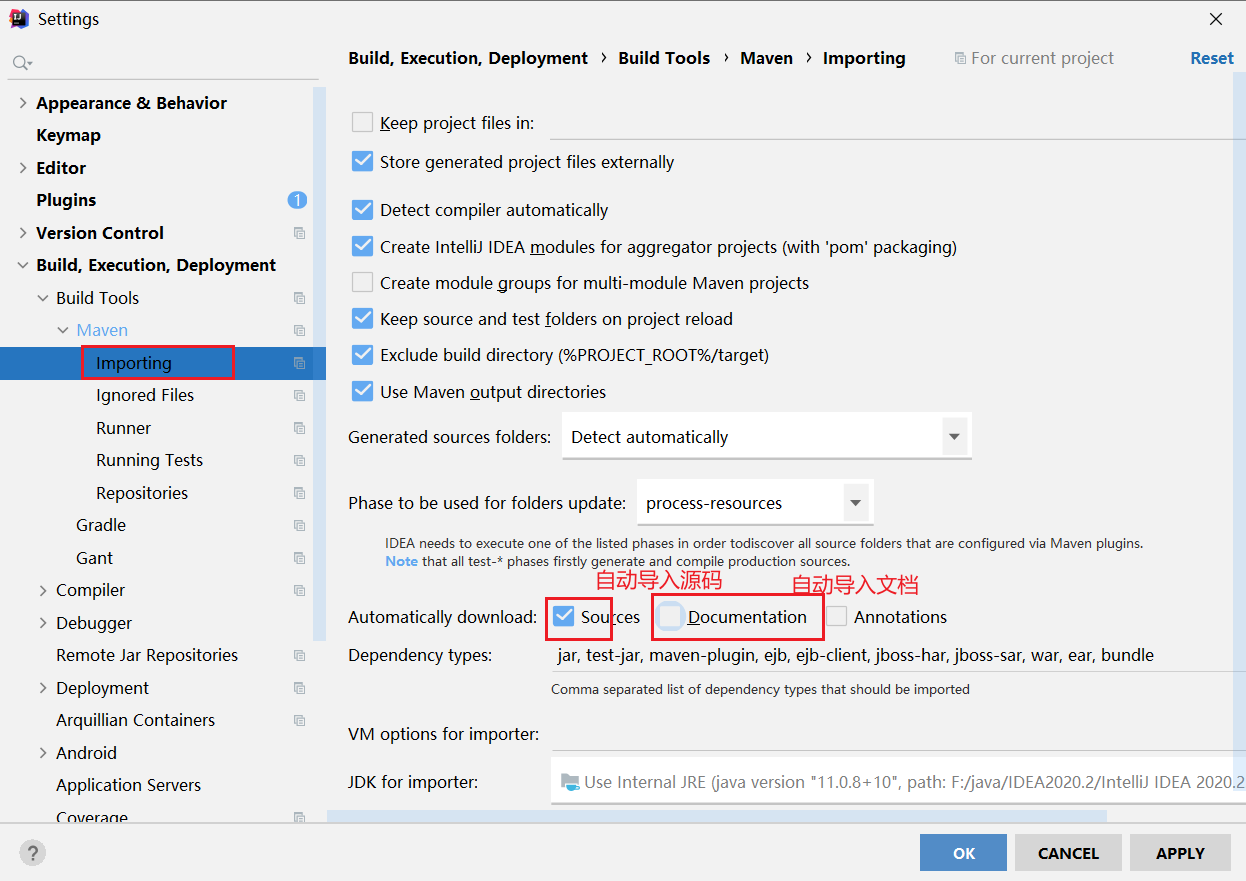 Settings
Appearance & Behavior
Keymap
Editor
Plugins
1
Version Control
Build, Execution, Deployment
Build Tools
Maven
Importing
Ignored Files
Runner
Running Tests
Repositories
Gradle
Gant
Compiler
Debugger
Remote Jar Repositories
Deployment
Arquillian Containers
Android
Application Servers
Coverage
Build, Execution, Deployment › Build Tools › Maven › Importing
For current project
Reset
Keep project files in:
Store generated project files externally
Detect compiler automatically
Create IntelliJ IDEA modules for aggregator projects (with 'pom' packaging)
Create module groups for multi-module Maven projects
Keep source and test folders on project reload
Exclude build directory (%PROJECT_ROOT%/target)
Use Maven output directories
Generated sources folders: Detect automatically
Phase to be used for folders update: process-resources
IDEA needs to execute one of the listed phases in order todiscover all source folders that are configured via Maven plugins.
Note that all test-* phases firstly generate and compile production sources.
自动导入源码 自动导入文档
Automatically download: Sources Documentation Annotations
Dependency types: jar, test-jar, maven-plugin, ejb, ejb-client, jboss-har, jboss-sar, war, ear, bundle
Comma separated list of dependency types that should be imported
VM options for importer:
JDK for importer: Use Internal JRE (java version "11.0.8+10", path: F:/java/IDEA2020.2/IntelliJ IDEA 2020.2
?
OK CANCEL APPLY